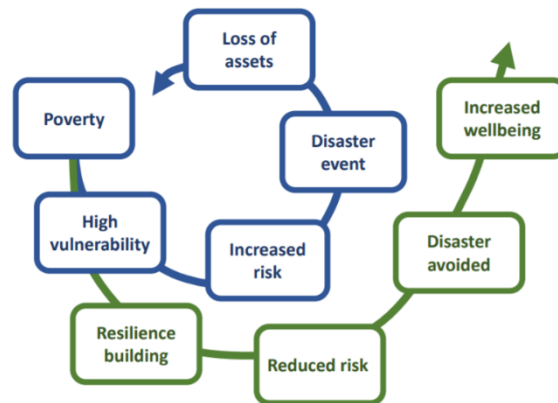 Loss of
assets
Poverty
Disaster
event
Increased
wellbeing
High
vulnerability
Increased
risk
Disaster
avoided
Resilience
building
Reduced risk